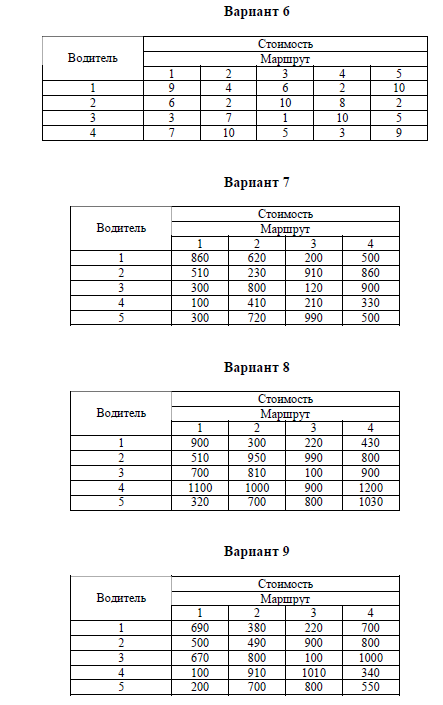 Вариант 6
Стоимость
Водитель
Маршрут
1 2 3 4 5
1 9 4 6 2 10
2 6 2 10 8 2
3 3 7 1 10 5
4 7 10 5 3 9
Вариант 7
Стоимость
Водитель
Маршрут
1 2 3 4
1 860 620 200 500
2 510 230 910 860
3 300 800 120 900
4 100 410 210 330
5 300 720 990 500
Вариант 8
Стоимость
Водитель
Маршрут
1 2 3 4
1 900 300 220 430
2 510 950 990 800
3 700 810 100 900
4 1100 1000 900 1200
5 320 700 800 1030
Вариант 9
Стоимость
Водитель
Маршрут
1 2 3 4
1 690 380 220 700
2 500 490 900 800
3 670 800 100 1000
4 100 910 1010 340
5 200 700 800 550